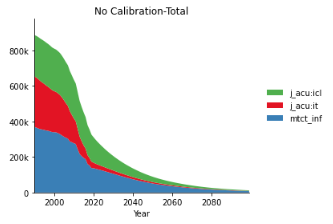 No Calibration-Total
800k
600k
400k
200k
0
2000
2020
2040
2060
2080
Year
j_acu:icl
j_acu:it
mtct_inf